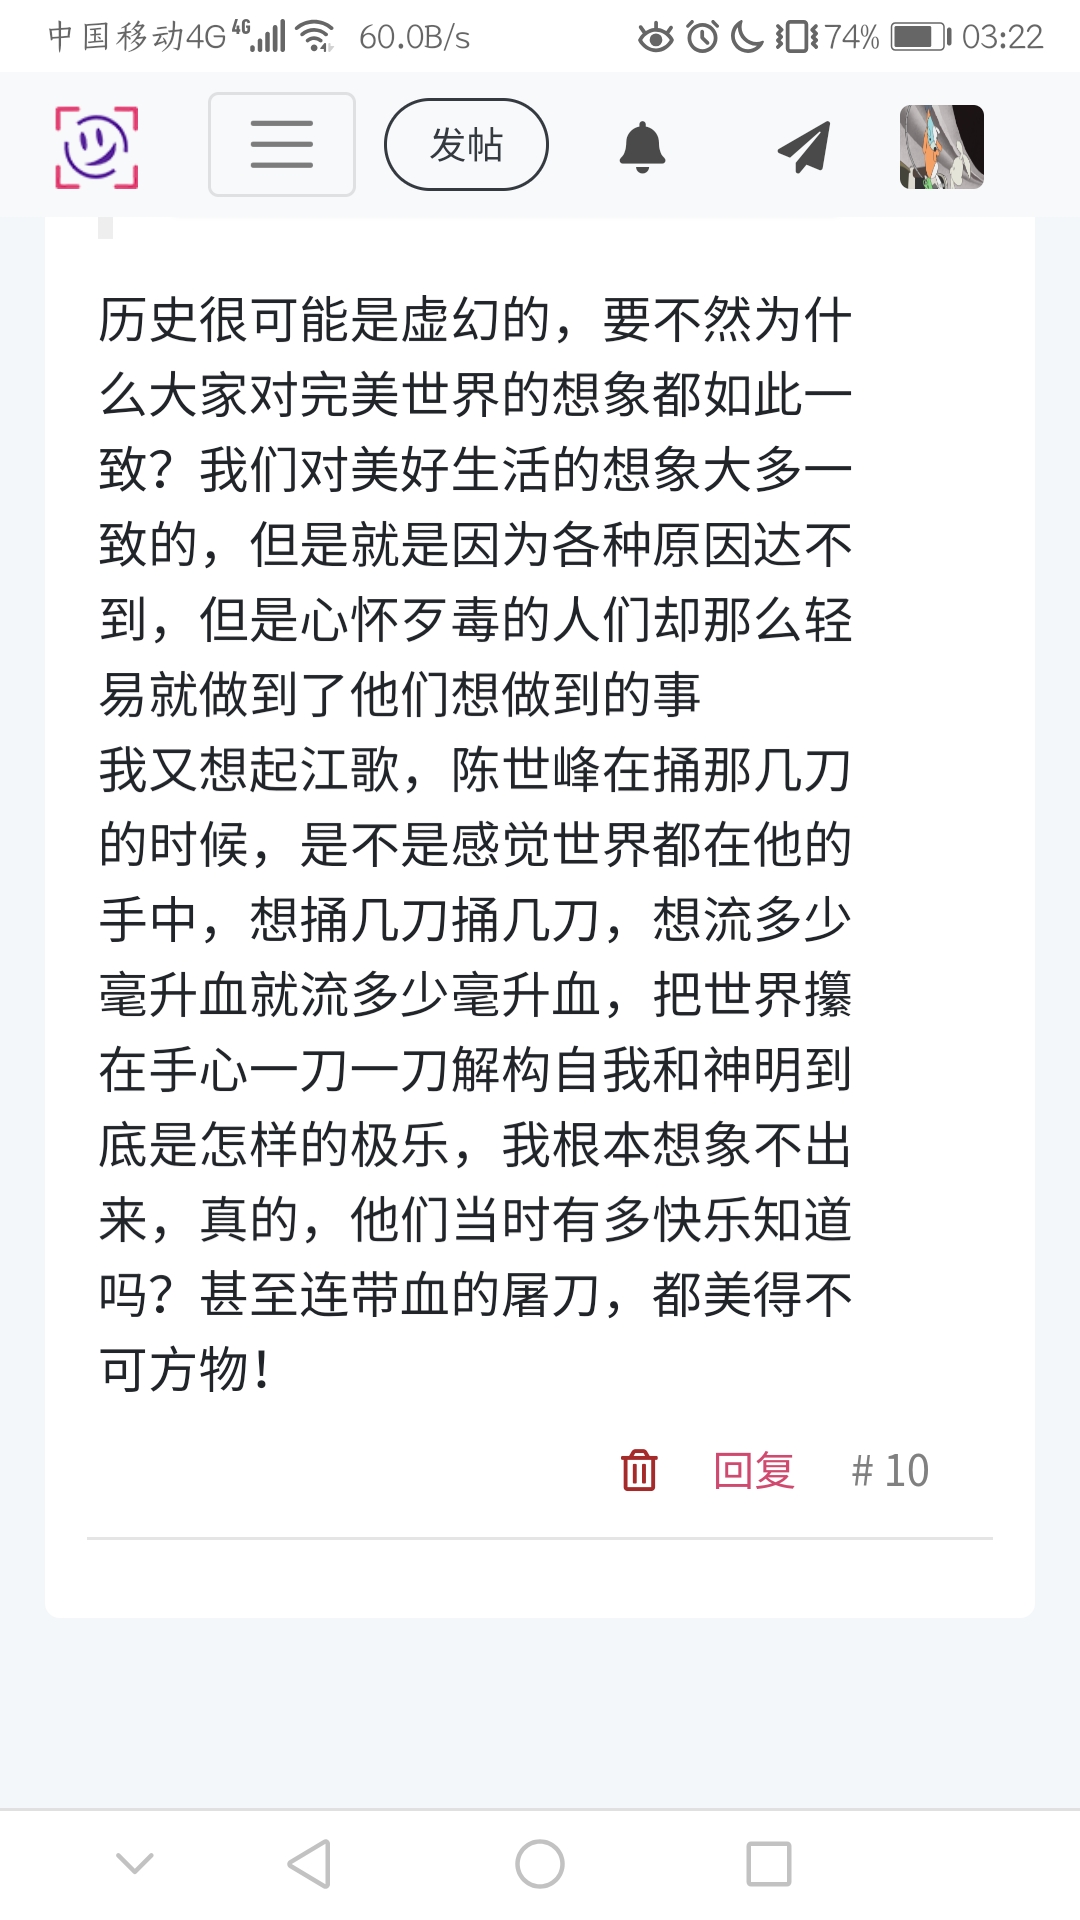 中国移动4G 4G 60.0B/s 74% 03:22
发帖
历史很可能是虚幻的，要不然为什
么大家对完美世界的想象都如此一
致？我们对美好生活的想象大多一
致的，但是就是因为各种原因达不
到，但是心怀歹毒的人们却那么轻
易就做到了他们想做到的事
我又想起江歌，陈世峰在捅那几刀
的时候，是不是感觉世界都在他的
手中，想捅几刀捅几刀，想流多少
毫升血就流多少毫升血，把世界攥
在手心一刀一刀解构自我和神明到
底是怎样的极乐，我根本想象不出
来，真的，他们当时有多快乐知道
吗？甚至连带血的屠刀，都美得不
可方物！
回复 # 10